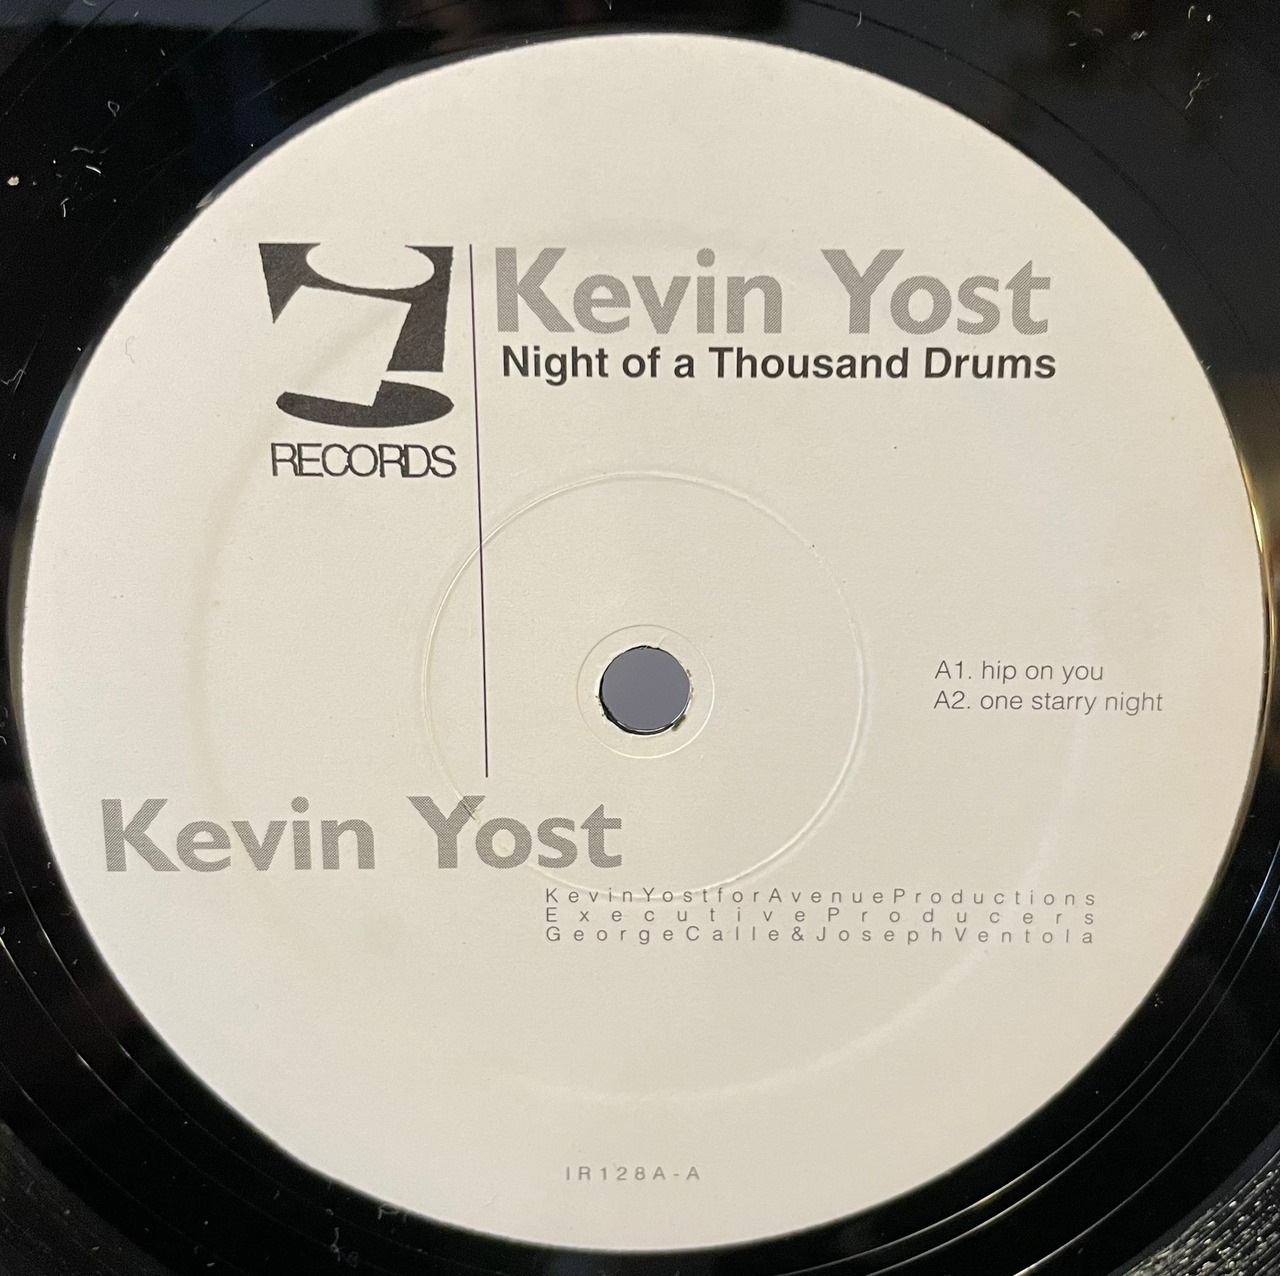 Kevin Yost
Night of a Thousand Drums
RECORDS
A1. hip on you
A2. one starry night
Kevin Yost
KevinYostforAvenueProductions
ExecutiveProducers
GeorgeCalle&JosephVentola
IR128A-A